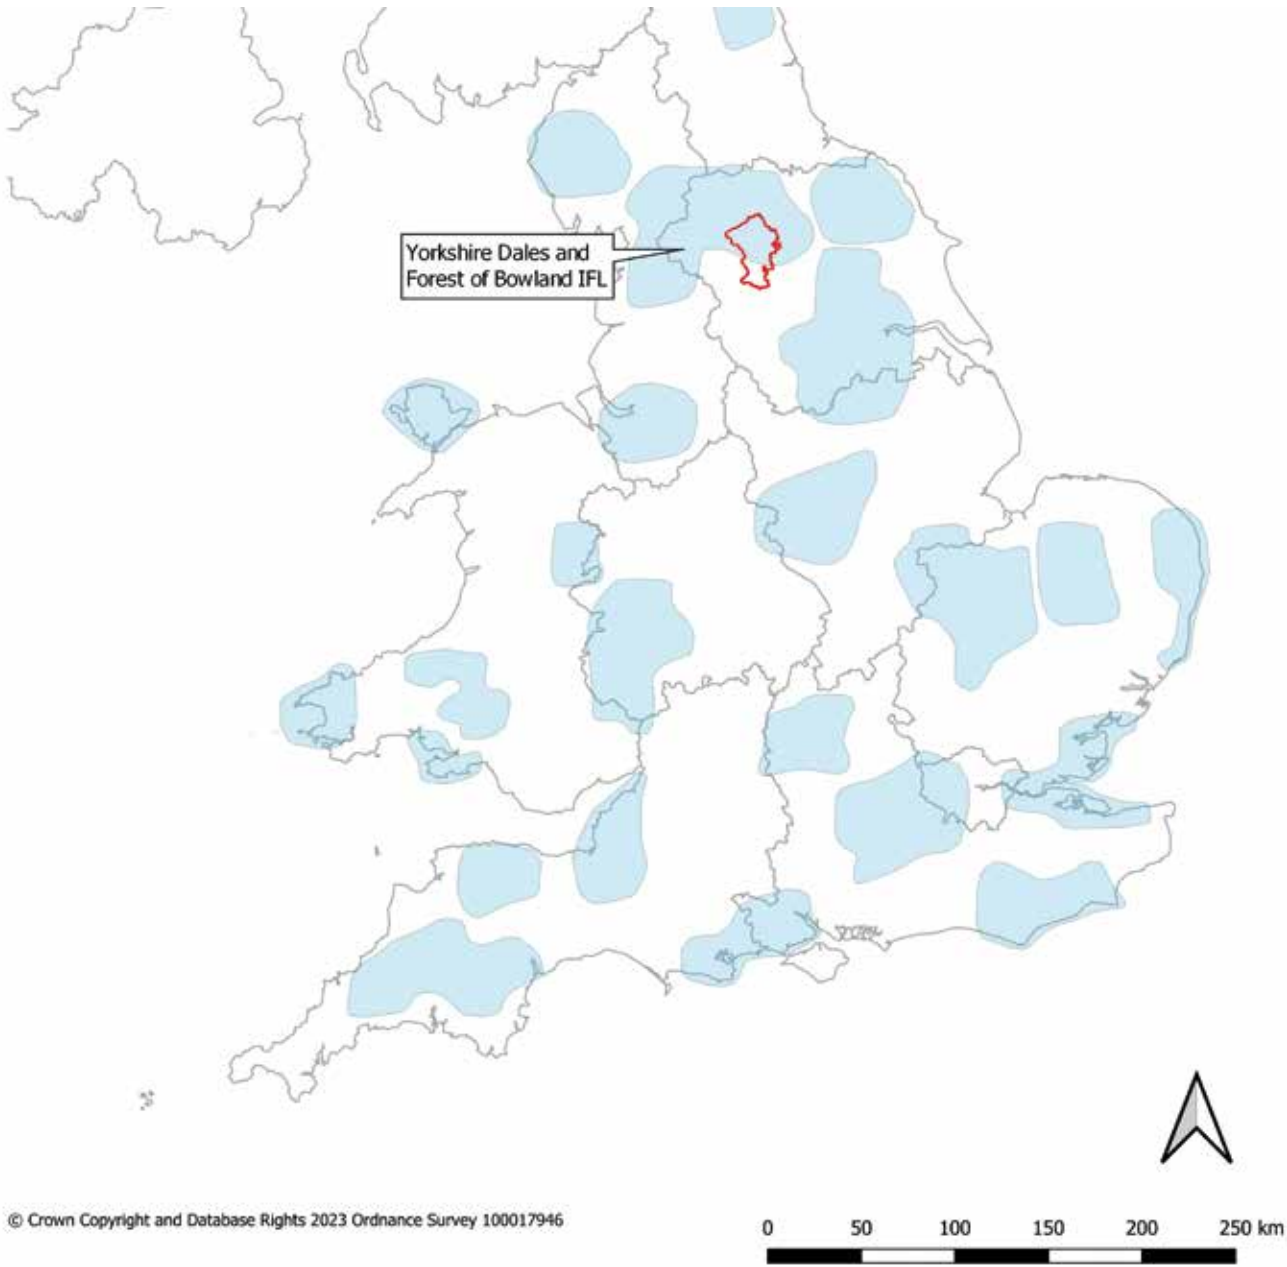 Yorkshire Dales and
Forest of Bowland IFL
© Crown Copyright and Database Rights 2023 Ordnance Survey 100017946
0 50 100 150 200 250 km